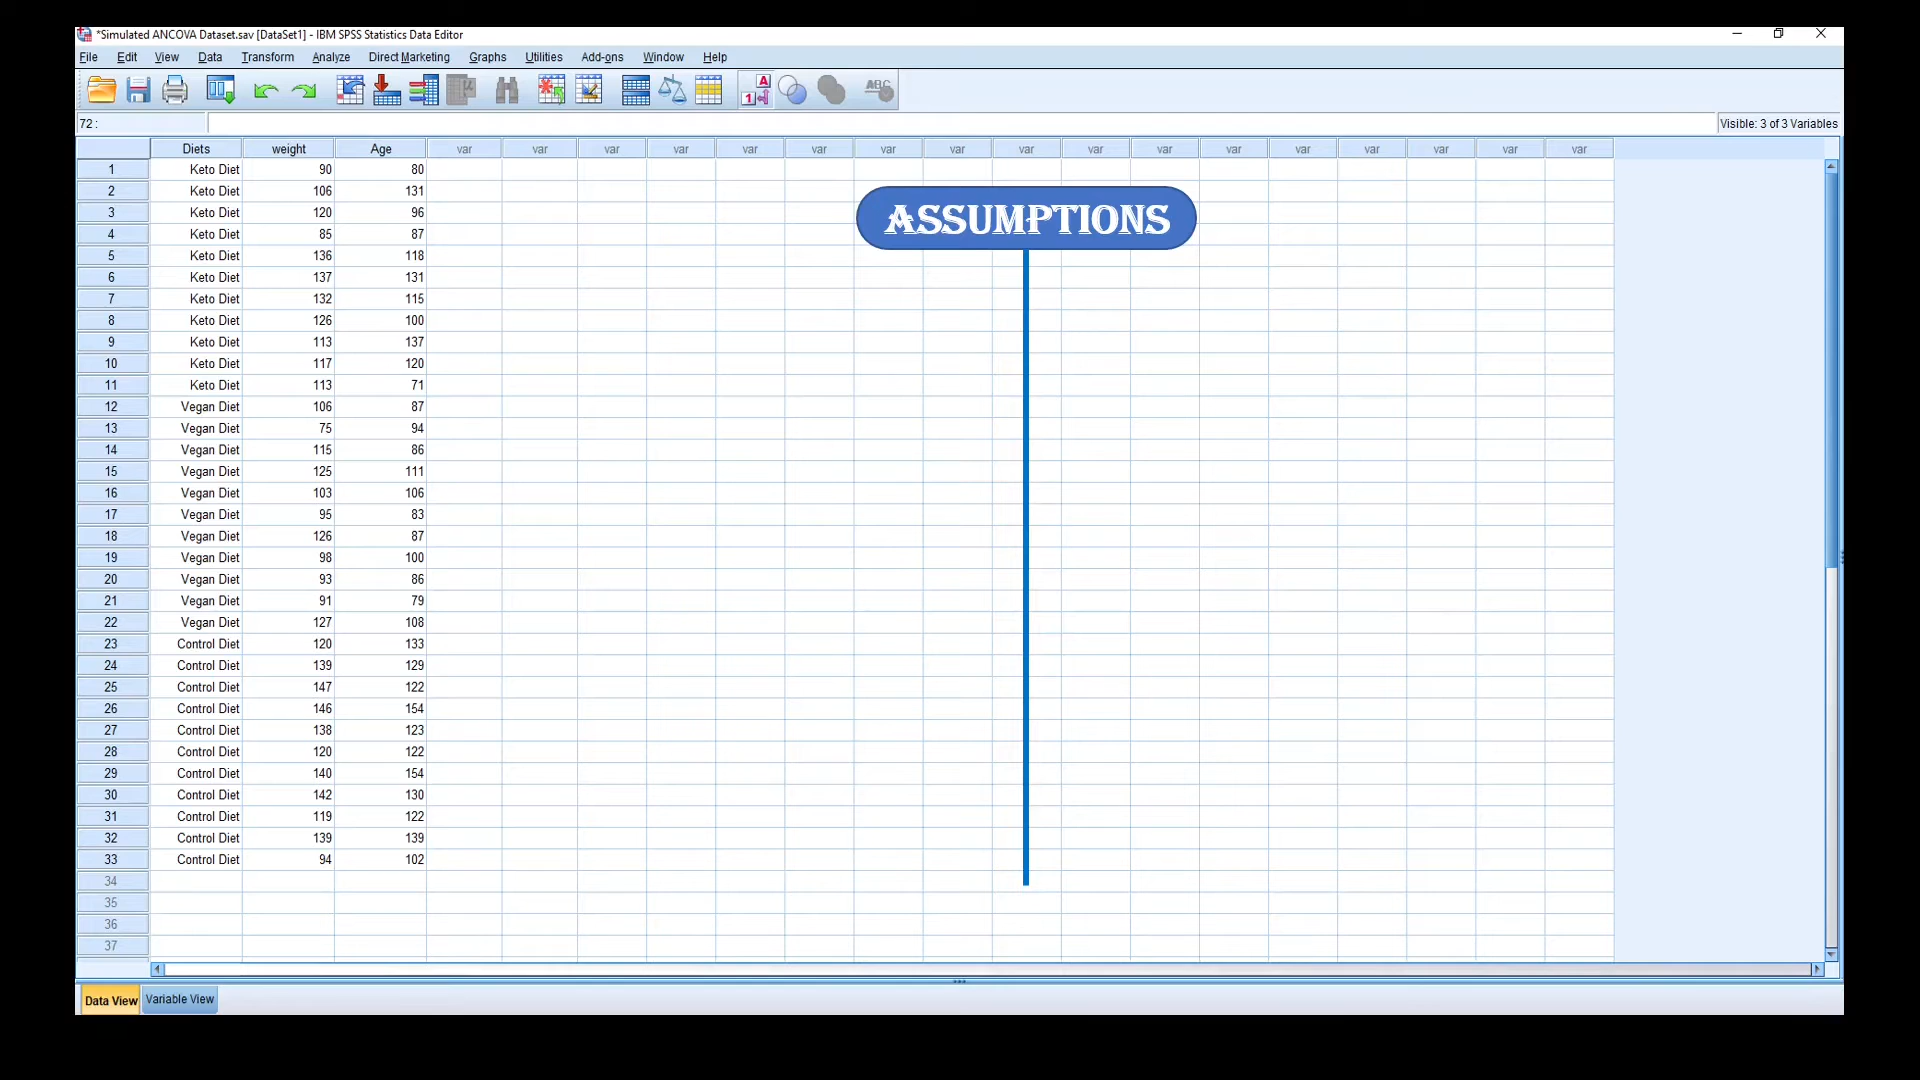 *Simulated ANCOVA Dataset.sav [DataSet1] - IBM SPSS Statistics Data Editor
File Edit View Data Transform Analyze Direct Marketing Graphs Utilities Add-ons Window Help
72 : Visible: 3 of 3 Variables
Diets weight Age var var var var var var var var var var var var var var var var var
1 Keto Diet 90 80
2 Keto Diet 106 131
3 Keto Diet 120 96
4 Keto Diet 85 87
5 Keto Diet 136 118
6 Keto Diet 137 131
7 Keto Diet 132 115
8 Keto Diet 126 100
9 Keto Diet 113 137
10 Keto Diet 117 120
11 Keto Diet 113 71
12 Vegan Diet 106 87
13 Vegan Diet 75 94
14 Vegan Diet 115 86
15 Vegan Diet 125 111
16 Vegan Diet 103 106
17 Vegan Diet 95 83
18 Vegan Diet 126 87
19 Vegan Diet 98 100
20 Vegan Diet 93 86
21 Vegan Diet 91 79
22 Vegan Diet 127 108
23 Control Diet 120 133
24 Control Diet 139 129
25 Control Diet 147 122
26 Control Diet 146 154
27 Control Diet 138 123
28 Control Diet 120 122
29 Control Diet 140 154
30 Control Diet 142 130
31 Control Diet 119 122
32 Control Diet 139 139
33 Control Diet 94 102
34
35
36
37
ASSUMPTIONS
Data View Variable View